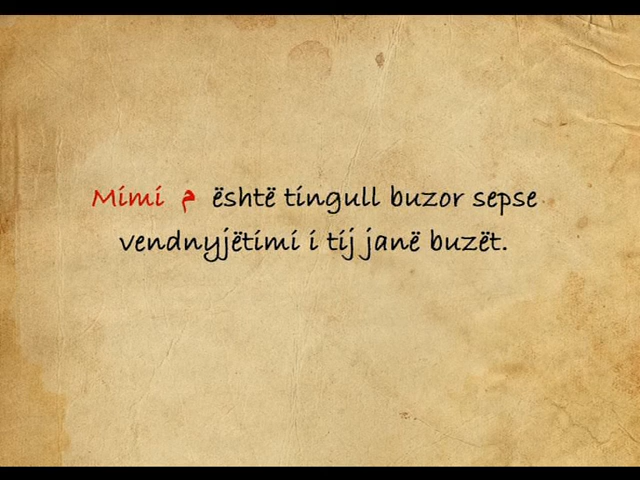 Mimi م është tingull buzor sepse
vendnyjëtimi i tij janë buzët.